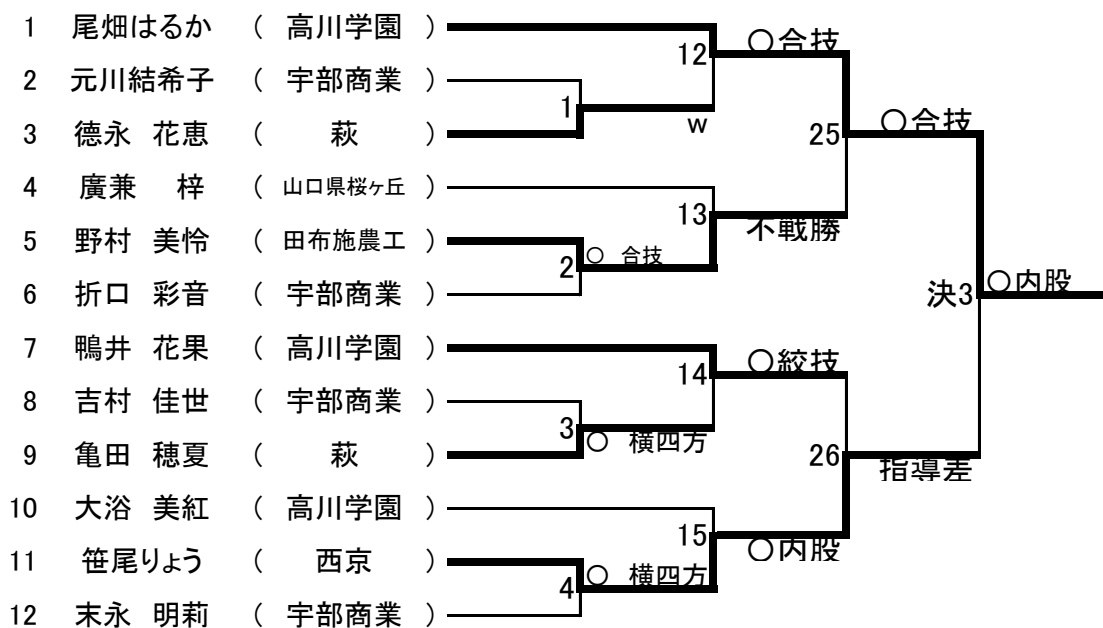 1 尾畑はるか ( 高川学園 )
12 ○合技
2 元川結希子 ( 宇部商業 )
1 w
25 ○合技
3 德永 花恵 ( 萩 )
4 廣兼 梓 ( 山口県桜ヶ丘 )
13 不戦勝
5 野村 美怜 ( 田布施農工 )
2 ○ 合技
6 折口 彩音 ( 宇部商業 )
決3 ○内股
7 鴨井 花果 ( 高川学園 )
14 ○絞技
8 吉村 佳世 ( 宇部商業 )
3 ○ 横四方
9 亀田 穂夏 ( 萩 )
26 指導差
10 大浴 美紅 ( 高川学園 )
15 ○内股
11 笹尾りょう ( 西京 )
4 ○ 横四方
12 末永 明莉 ( 宇部商業 )